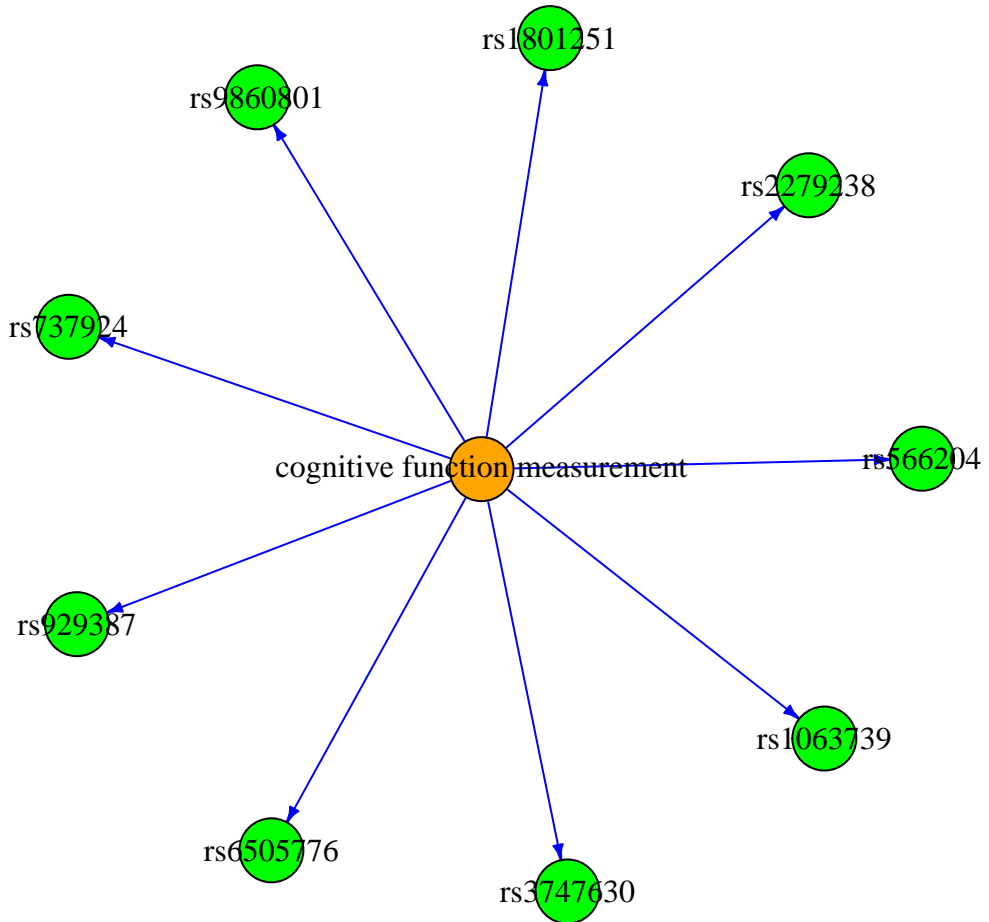 rs1801251
rs9860801
rs2279238
rs737924
rs566204
cognitive function measurement
rs929387
rs1063739
rs6505776
rs3747630